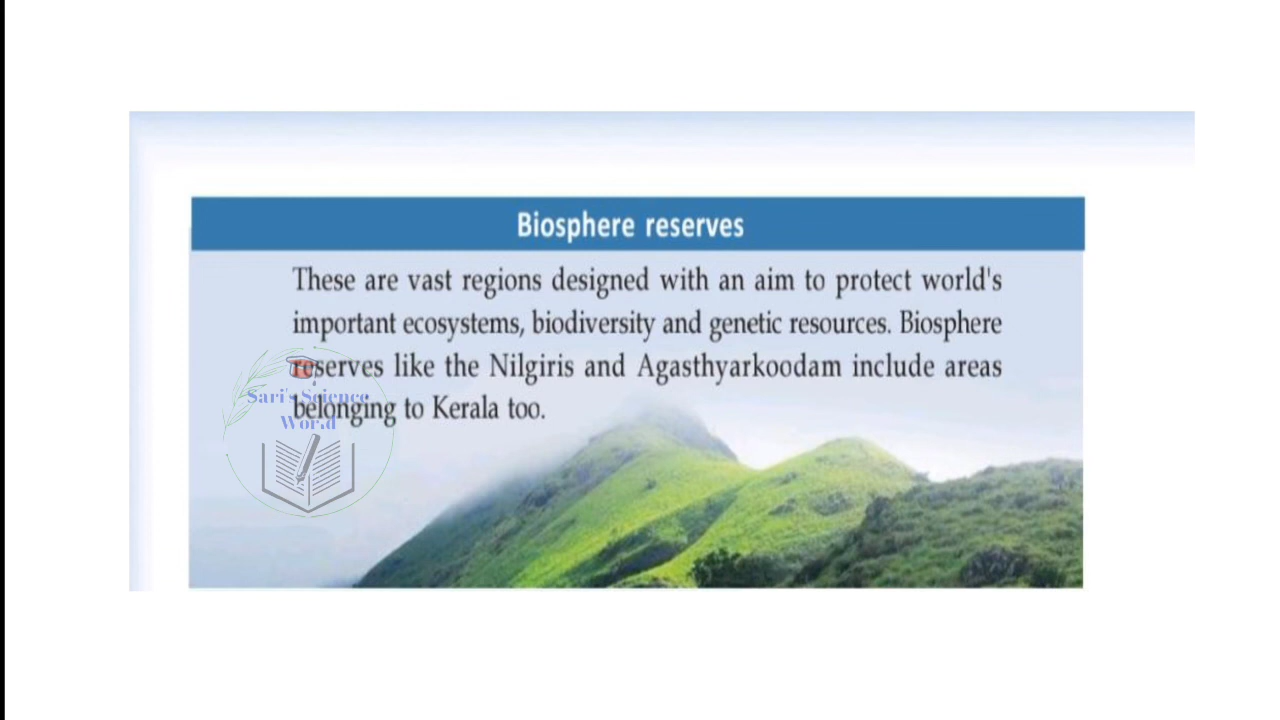 Biosphere reserves
These are vast regions designed with an aim to protect world's
important ecosystems, biodiversity and genetic resources. Biosphere
reserves like the Nilgiris and Agasthyarkoodam include areas
belonging to Kerala too.
Sari's Science
World